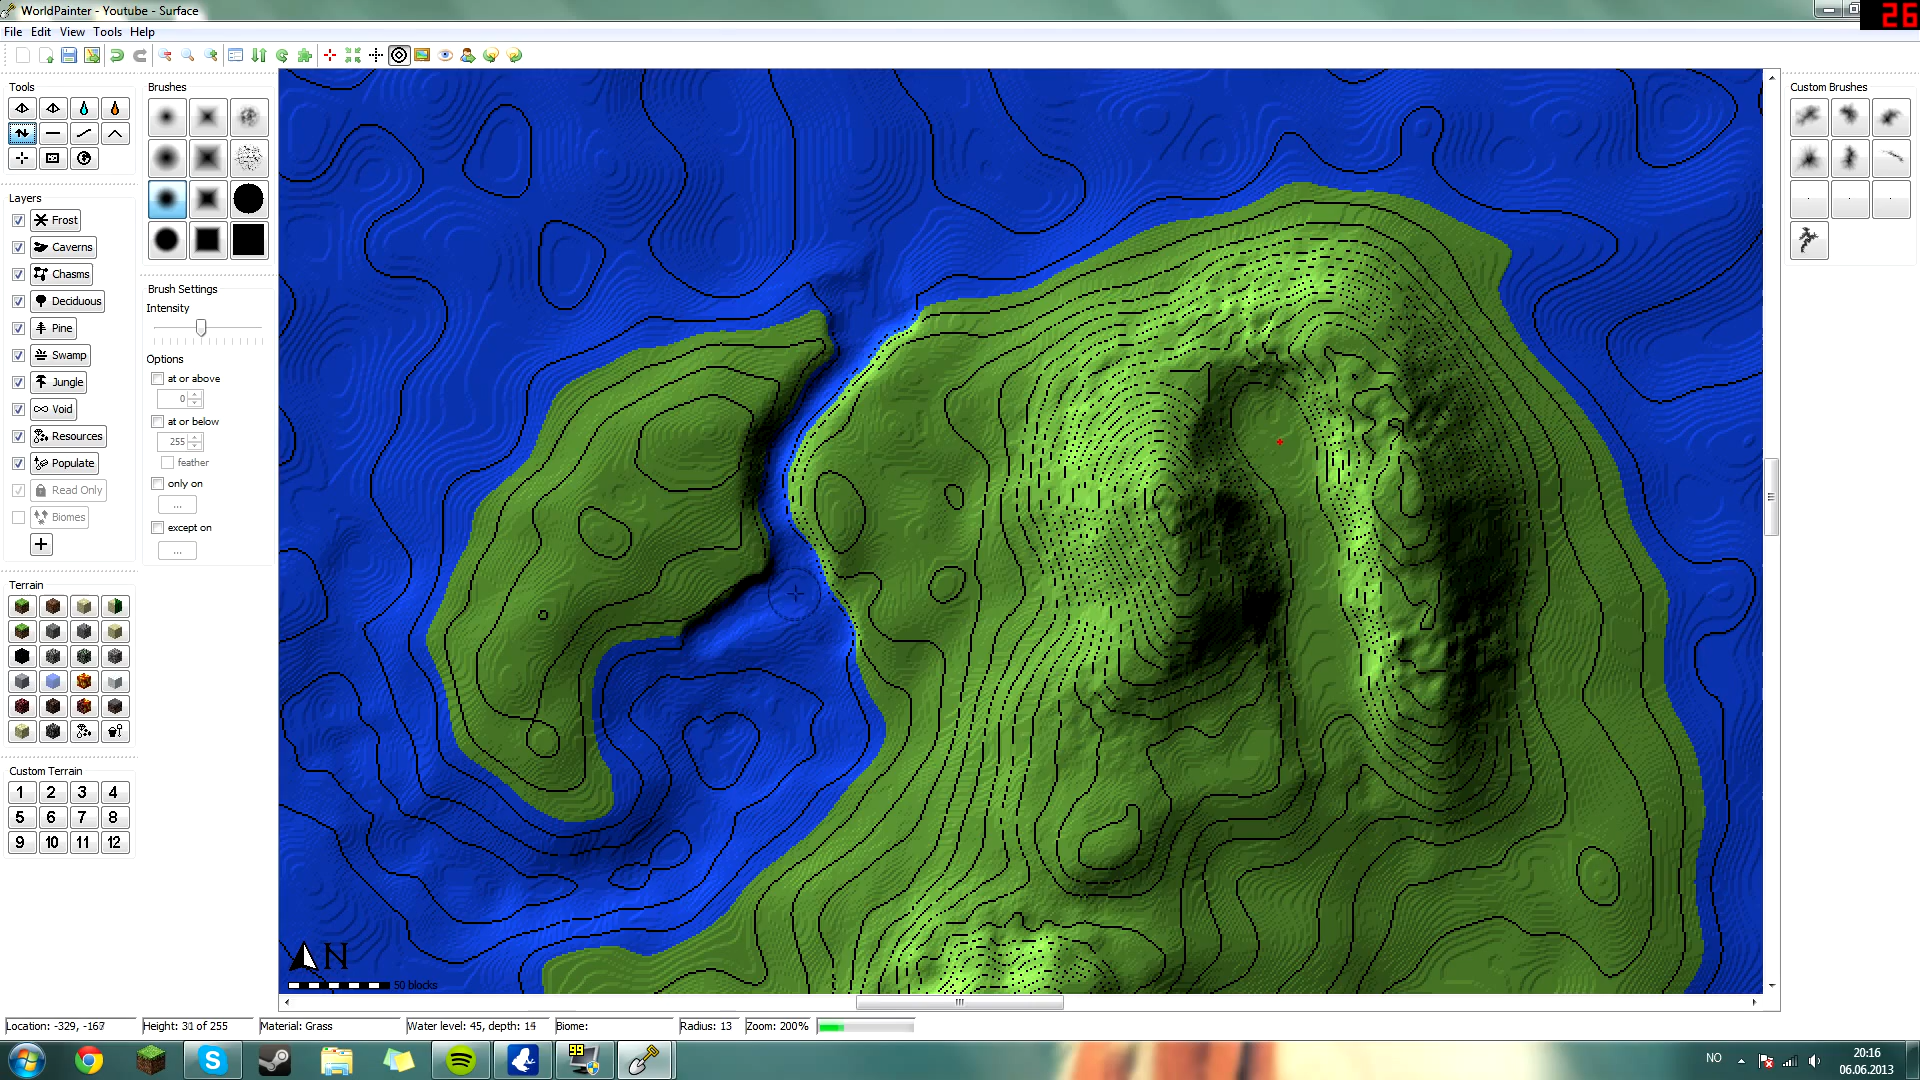 WorldPainter - Youtube - Surface
26
File Edit View Tools Help
Tools
Brushes
Custom Brushes
Layers
Frost
Caverns
Chasms
Deciduous
Pine
Swamp
Jungle
Void
Resources
Populate
Read Only
Biomes
Brush Settings
Intensity
Options
at or above
0
at or below
255
feather
only on
...
except on
...
Terrain
Custom Terrain
1 2 3 4
5 6 7 8
9 10 11 12
N
50 blocks
Location: -329, -167
Height: 31 of 255
Material: Grass
Water level: 45, depth: 14
Biome:
Radius: 13
Zoom: 200%
99
NO
20:16
06.06.2013